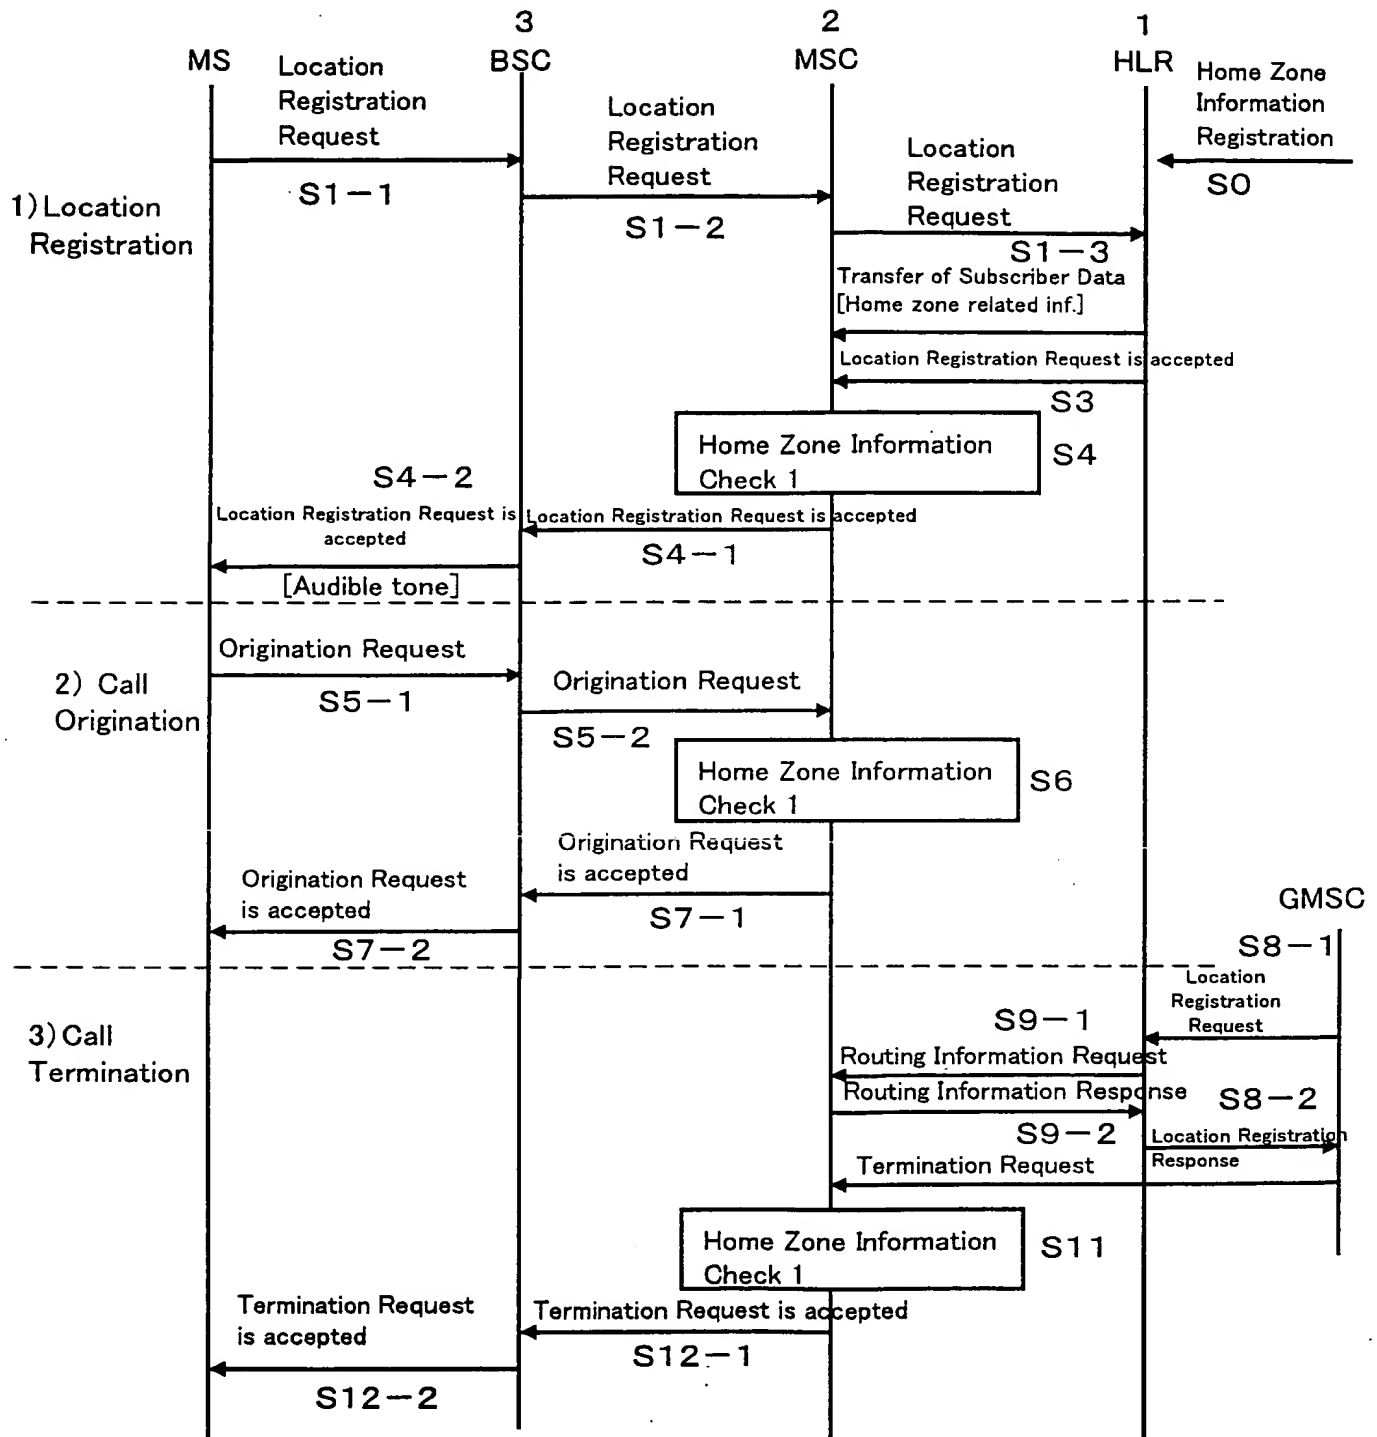 3
2
1
MS
BSC
MSC
HLR
Location
Registration
Request
Location
Registration
Request
Location
Registration
Request
Home Zone
Information
Registration
S1-1
S1-2
S1-3
S0
1) Location
Registration
Transfer of Subscriber Data
[Home zone related inf.]
Location Registration Request is accepted
S3
Home Zone Information
Check 1
S4
S4-2
Location Registration Request is
accepted
Location Registration Request is accepted
S4-1
[Audible tone]
Origination Request
S5-1
2) Call
Origination
Origination Request
S5-2
Home Zone Information
Check 1
S6
Origination Request
is accepted
S7-1
Origination Request
is accepted
S7-2
GMSC
S8-1
Location
Registration
Request
3) Call
Termination
S9-1
Routing Information Request
Routing Information Response
S9-2
S8-2
Location Registration
Response
Termination Request
Home Zone Information
Check 1
S11
Termination Request
is accepted
Termination Request is accepted
S12-1
S12-2